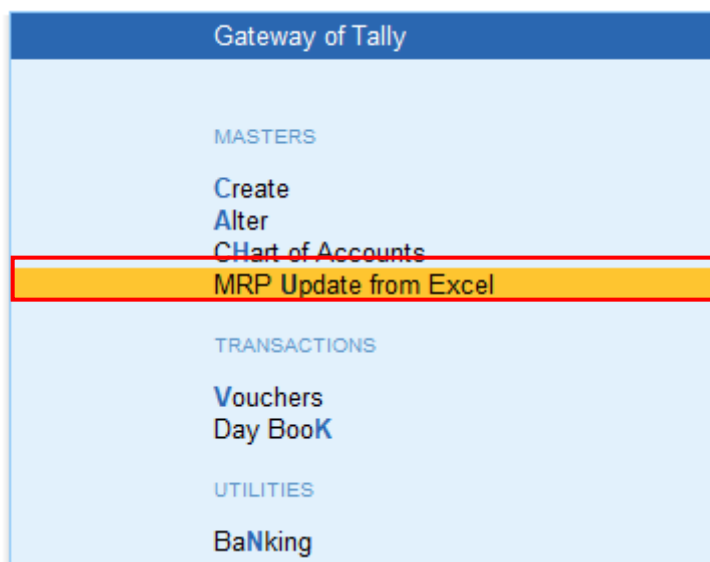 Gateway of Tally
MASTERS
Create
Alter
CHart of Accounts
MRP Update from Excel
TRANSACTIONS
Vouchers
Day BooK
UTILITIES
BaNking